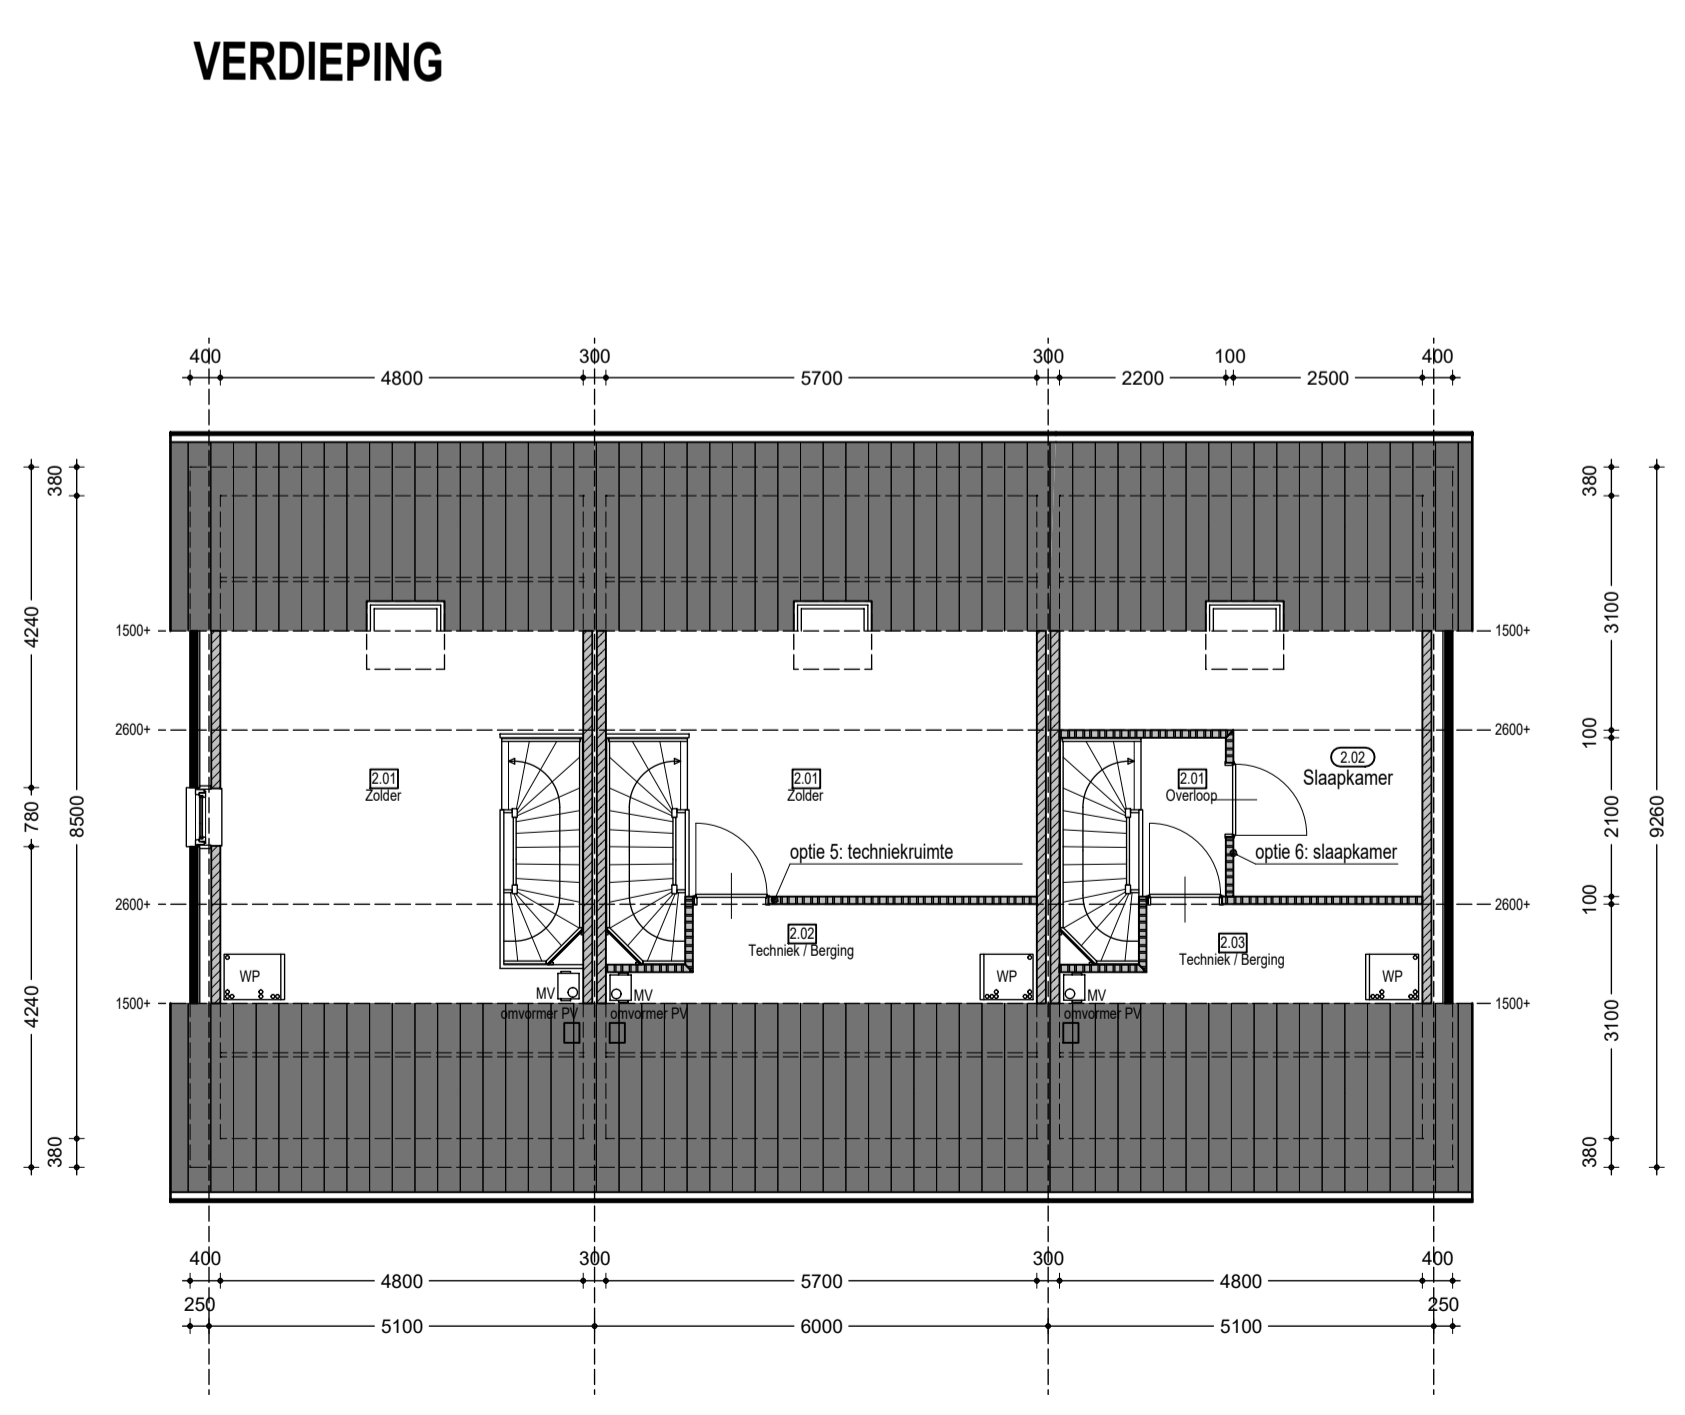 VERDIEPING
400 300 300 100 400
4800 5700 2200 2500
380 380
4240 3100
1500+ 1500+
2600+ 2600+ 100
2.01 2.01 2.01 2.02
Zolder Zolder Overloop Slaapkamer
780 8500 2100 9260
optie 5: techniekruimte optie 6: slaapkamer
2600+ 2600+ 100
2.02 2.03
Techniek / Berging Techniek / Berging
WP WP WP
MV MV MV
4240 1500+ 1500+ 3100
omvormer PV omvormer PV omvormer PV
380 380
400 300 300 400
4800 5700 4800
250 250
5100 6000 5100